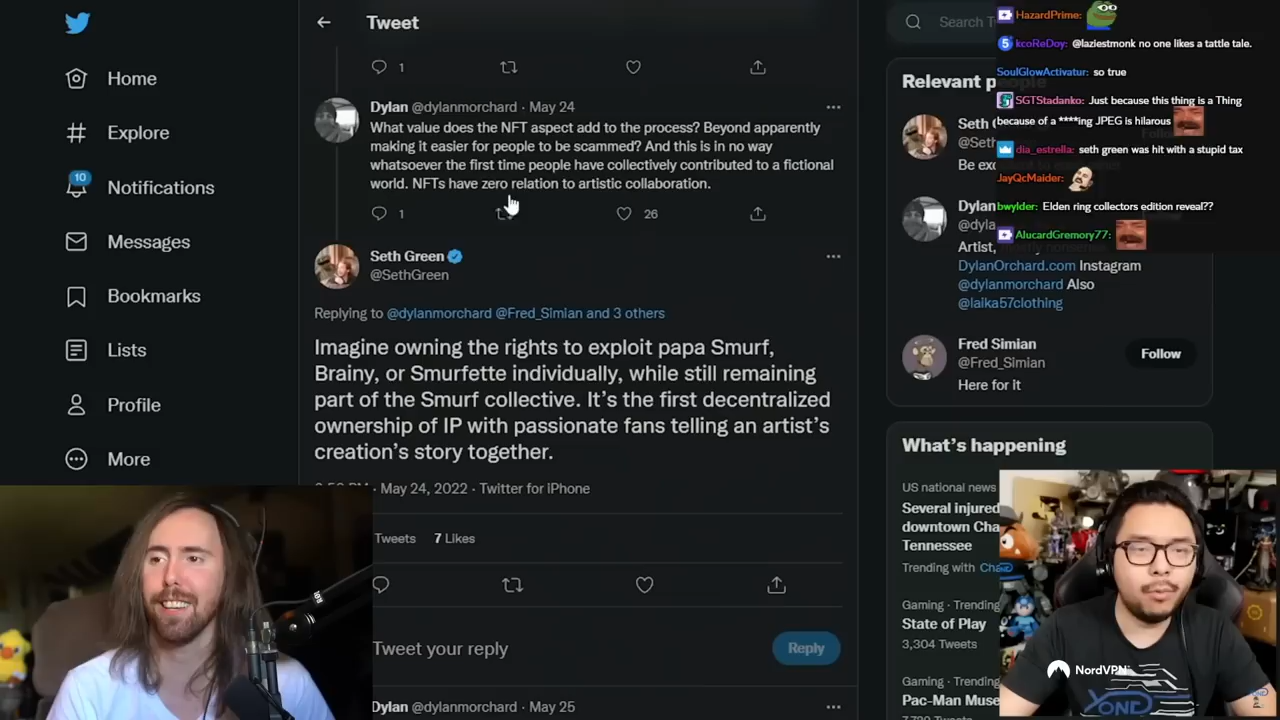 Tweet
Search T
Home
Explore
10
Notifications
Messages
Bookmarks
Lists
Profile
More
1
Dylan @dylanmorchard · May 24
What value does the NFT aspect add to the process? Beyond apparently
making it easier for people to be scammed? And this is in no way
whatsoever the first time people have collectively contributed to a fictional
world. NFTs have zero relation to artistic collaboration.
1
26
Seth Green
@SethGreen
Replying to @dylanmorchard @Fred_Simian and 3 others
Imagine owning the rights to exploit papa Smurf,
Brainy, or Smurfette individually, while still remaining
part of the Smurf collective. It’s the first decentralized
ownership of IP with passionate fans telling an artist’s
creation’s story together.
PM · May 24, 2022 · Twitter for iPhone
Tweets 7 Likes
Tweet your reply
Reply
Dylan @dylanmorchard · May 25
Relevant people
Seth
@Set
Be ex
Dylan
@dyla
Artist,
DylanOrchard.com Instagram
@dylanmorchard Also
@laika57clothing
Fred Simian
@Fred_Simian
Follow
Here for it
What’s happening
US national news
Several injured
downtown Cha
Tennessee
Trending with Cha
Gaming · Trending
State of Play
3,304 Tweets
Gaming · Trending
Pac-Man Muse
HazardPrime:
5 kcoReDay: @laziestmonk no one likes a tattle tale.
SoulGlowActivatur: so true
SGTStadanko: Just because this thing is a Thing
because of a ****ing JPEG is hilarous
dia_estrella: seth green was hit with a stupid tax
JayQcMaider:
bwylder: Elden ring collectors edition reveal??
AlucardGremory77:
NordVPN